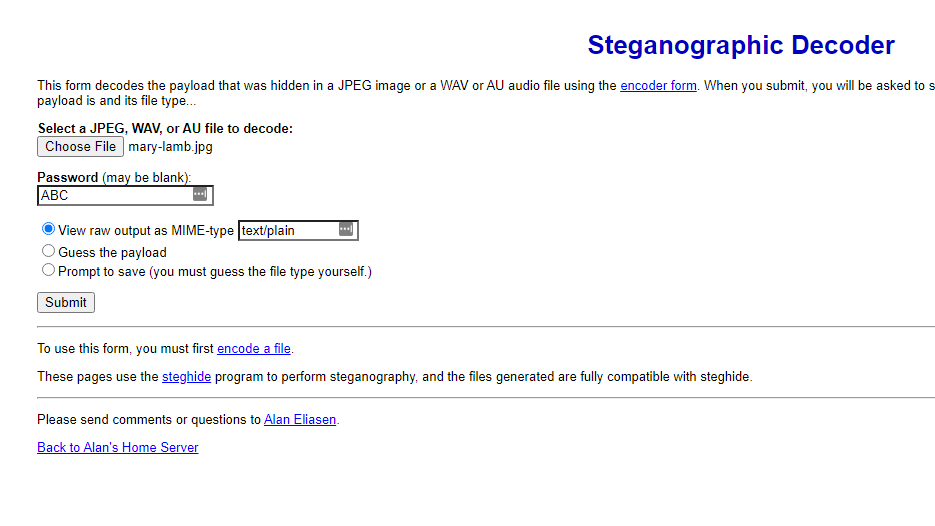 Steganographic Decoder
This form decodes the payload that was hidden in a JPEG image or a WAV or AU audio file using the encoder form. When you submit, you will be asked to s
payload is and its file type...
Select a JPEG, WAV, or AU file to decode:
Choose File mary-lamb.jpg
Password (may be blank):
ABC
View raw output as MIME-type text/plain
Guess the payload
Prompt to save (you must guess the file type yourself.)
Submit
To use this form, you must first encode a file.
These pages use the steghide program to perform steganography, and the files generated are fully compatible with steghide.
Please send comments or questions to Alan Eliasen.
Back to Alan's Home Server